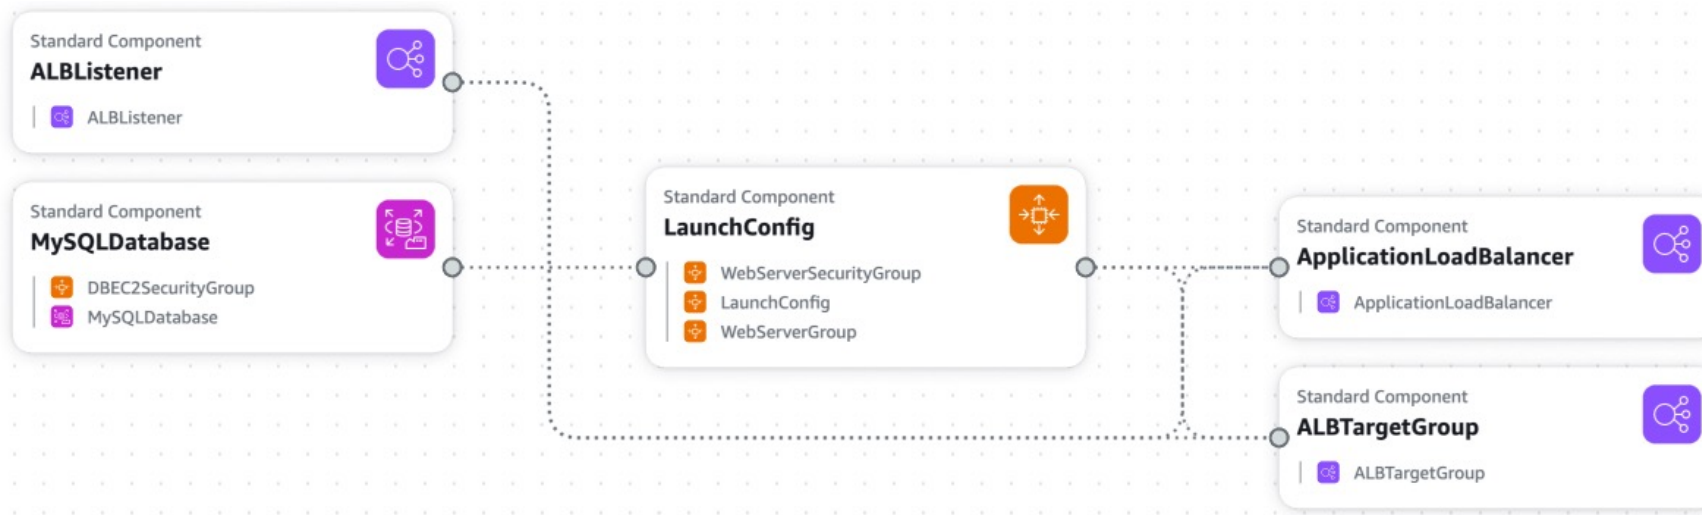 Standard Component
ALBListener
ALBListener
Standard Component
MySQLDatabase
DBEC2SecurityGroup
MySQLDatabase
Standard Component
LaunchConfig
WebServerSecurityGroup
LaunchConfig
WebServerGroup
Standard Component
ApplicationLoadBalancer
ApplicationLoadBalancer
Standard Component
ALBTargetGroup
ALBTargetGroup